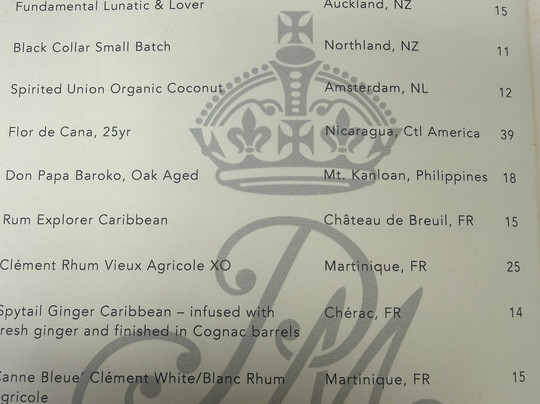 Fundamental Lunatic & Lover Auckland, NZ 15
Black Collar Small Batch Northland, NZ 11
Spirited Union Organic Coconut Amsterdam, NL 12
Flor de Cana, 25yr Nicaragua, Ctl America 39
Don Papa Baroko, Oak Aged Mt. Kanloan, Philippines 18
Rum Explorer Caribbean Château de Breuil, FR 15
Clément Rhum Vieux Agricole XO Martinique, FR 25
Spytail Ginger Caribbean – infused with Chérac, FR 14
resh ginger and finished in Cognac barrels
anne Bleue' Clément White/Blanc Rhum Martinique, FR 15
gricole